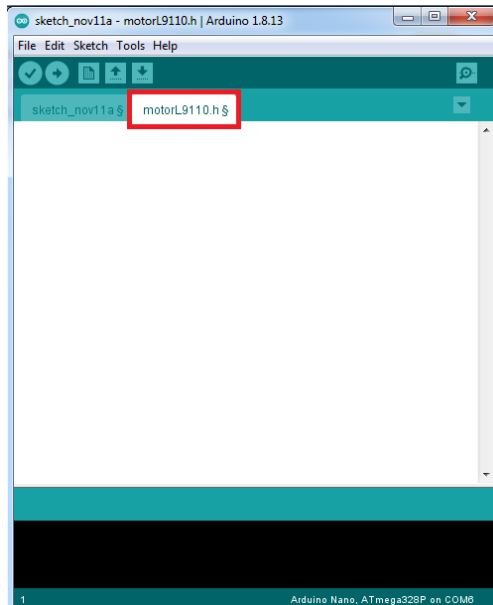 sketch_nov11a - motorL9110.h | Arduino 1.8.13
File Edit Sketch Tools Help
sketch_nov11a § motorL9110.h §
1 Arduino Nano, ATmega328P on COM6